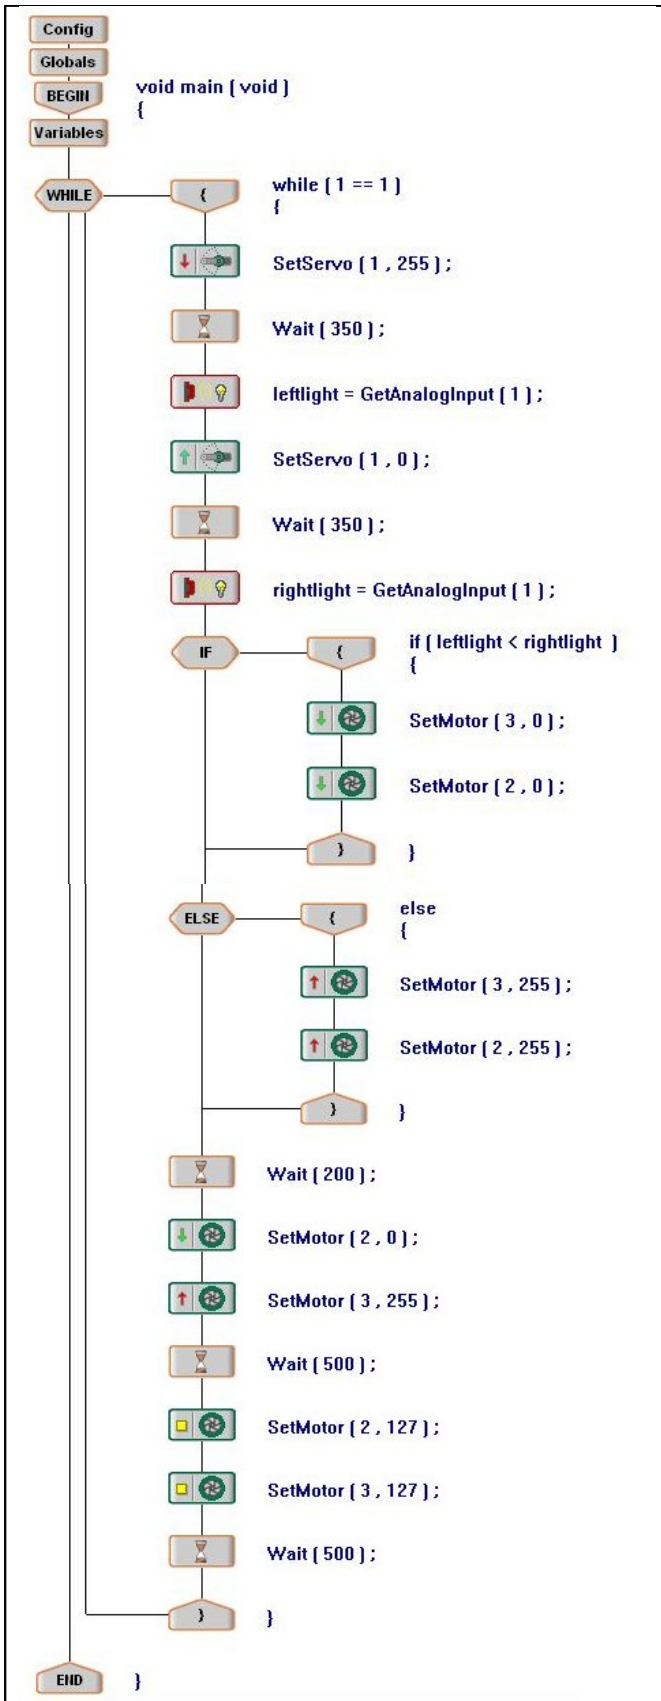 Config
Globals
BEGIN void main ( void )
{
Variables
WHILE { while ( 1 == 1 )
{
SetServo ( 1 , 255 ) ;
Wait ( 350 ) ;
leftlight = GetAnalogInput ( 1 ) ;
SetServo ( 1 , 0 ) ;
Wait ( 350 ) ;
rightlight = GetAnalogInput ( 1 ) ;
IF { if ( leftlight < rightlight )
{
SetMotor ( 3 , 0 ) ;
SetMotor ( 2 , 0 ) ;
} }
ELSE { else
{
SetMotor ( 3 , 255 ) ;
SetMotor ( 2 , 255 ) ;
} }
Wait ( 200 ) ;
SetMotor ( 2 , 0 ) ;
SetMotor ( 3 , 255 ) ;
Wait ( 500 ) ;
SetMotor ( 2 , 127 ) ;
SetMotor ( 3 , 127 ) ;
Wait ( 500 ) ;
} }
END }